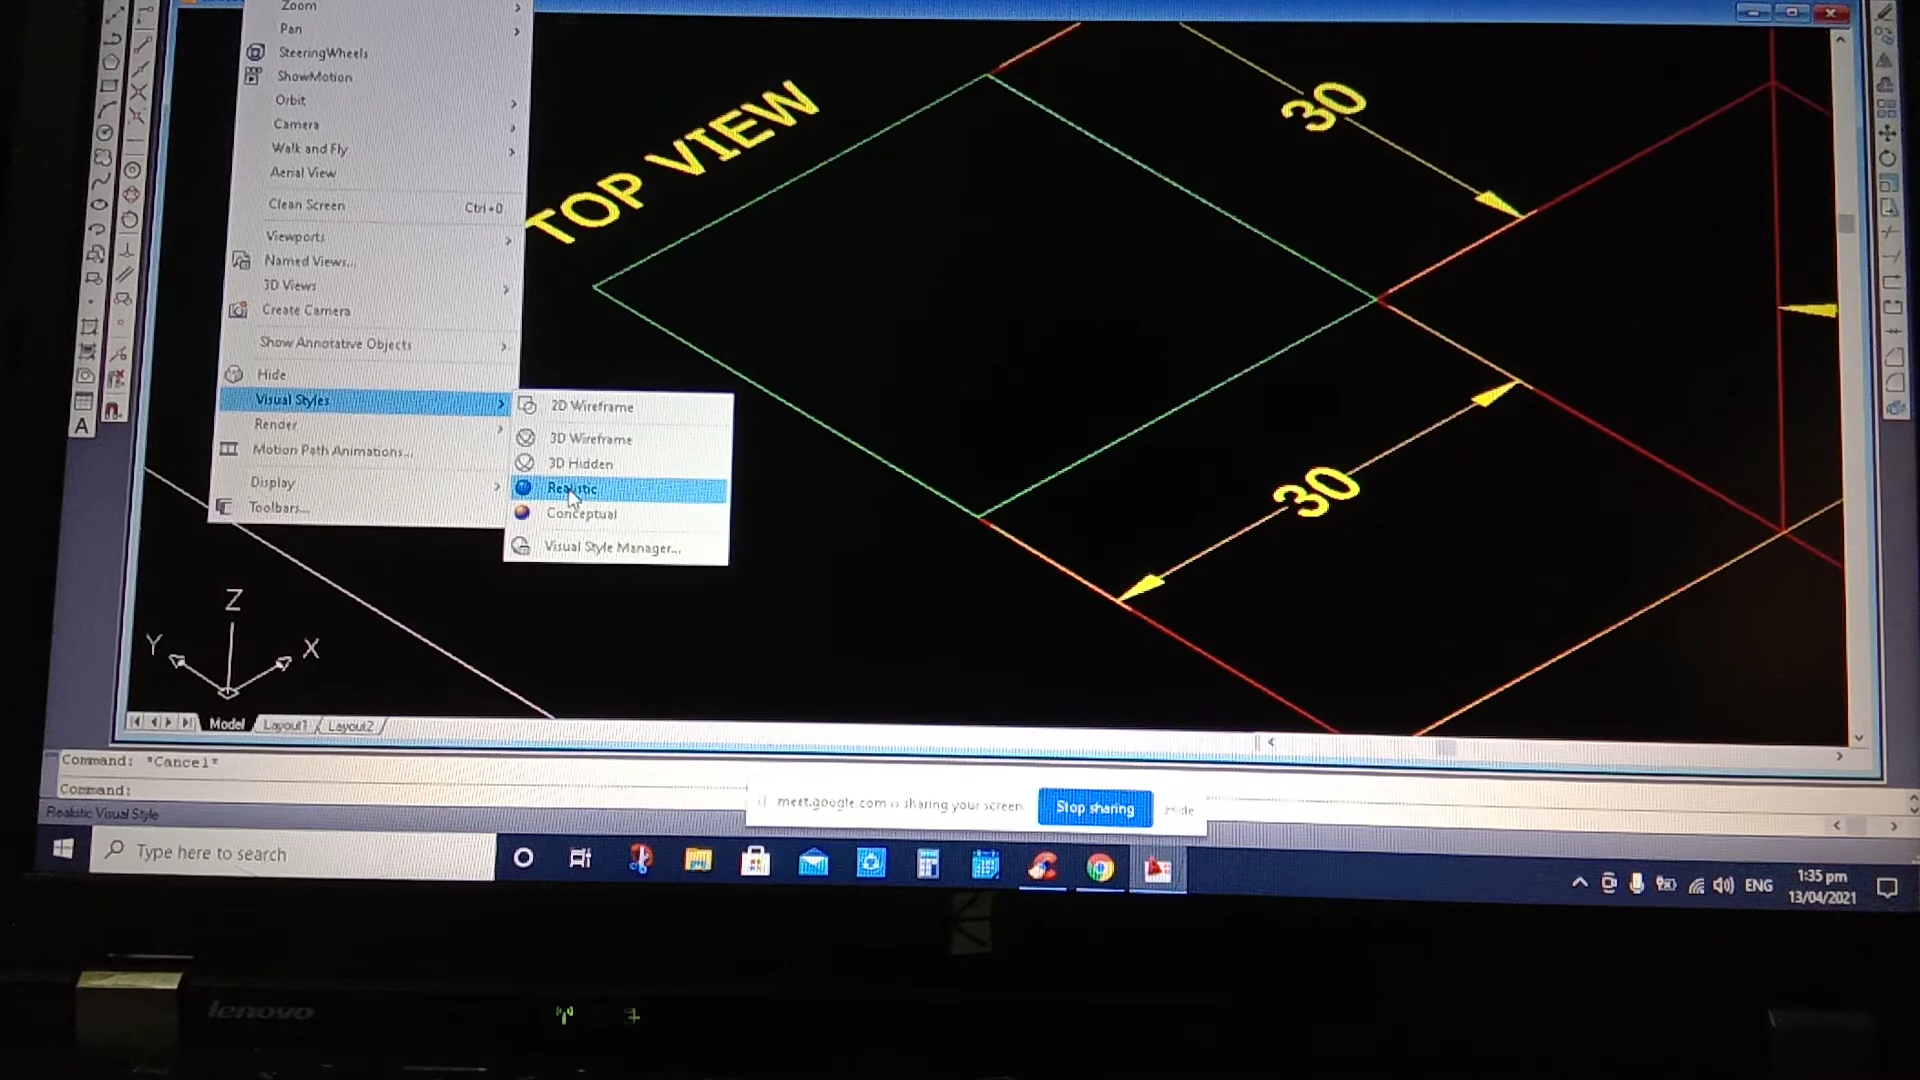 Zoom
Pan
SteeringWheels
ShowMotion
Orbit
Camera
Walk and Fly
Aerial View
Clean Screen Ctrl+0
Viewports
Named Views...
3D Views
Create Camera
Show Annotative Objects
Hide
Visual Styles
Render
Motion Path Animations...
Display
Toolbars...
2D Wireframe
3D Wireframe
3D Hidden
Realistic
Conceptual
Visual Style Manager...
TOP VIEW
30
30
A
Z
Y
X
Model
Layout1
Layout2
Command: *Cancel*
Command:
Realistic Visual Style
meet.google.com is sharing your screen
Stop sharing
Hide
Type here to search
ENG
1:35 pm
13/04/2021
lenovo